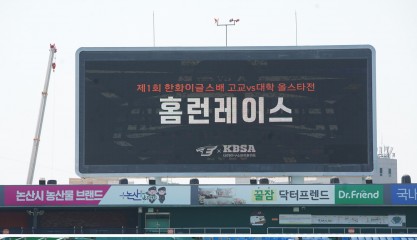 제1회 한화이글스배 고교vs대학 올스타전
홈런레이스
KBSA
논산시 농산물 브랜드
꿀잠 닥터프렌드 Dr.Friend 국내